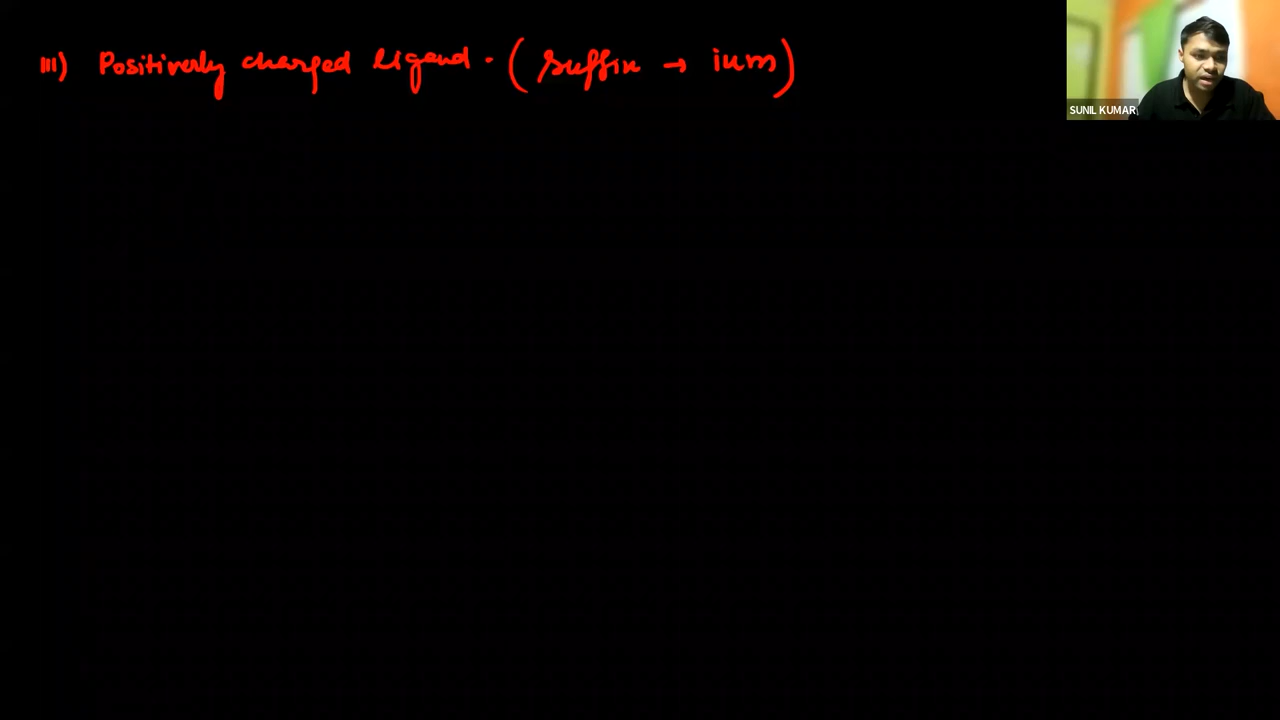 III) Positively charged ligand. (suffix → ium)
SUNIL KUMAR